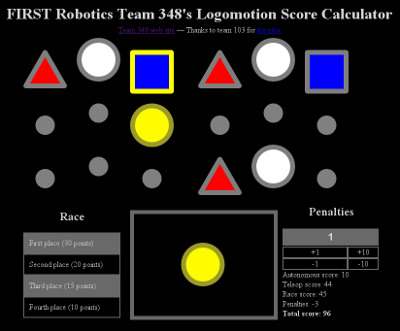 FIRST Robotics Team 348's Logomotion Score Calculator
Team 348 web site — Thanks to team 103 for
Race
First place (30 points)
Second place (20 points)
Third place (15 points)
Fourth place (10 points)
Penalties
1
+1 +10
-1 -10
Autonomous score: 10
Teleop score: 44
Race score: 45
Penalties: -3
Total score: 96